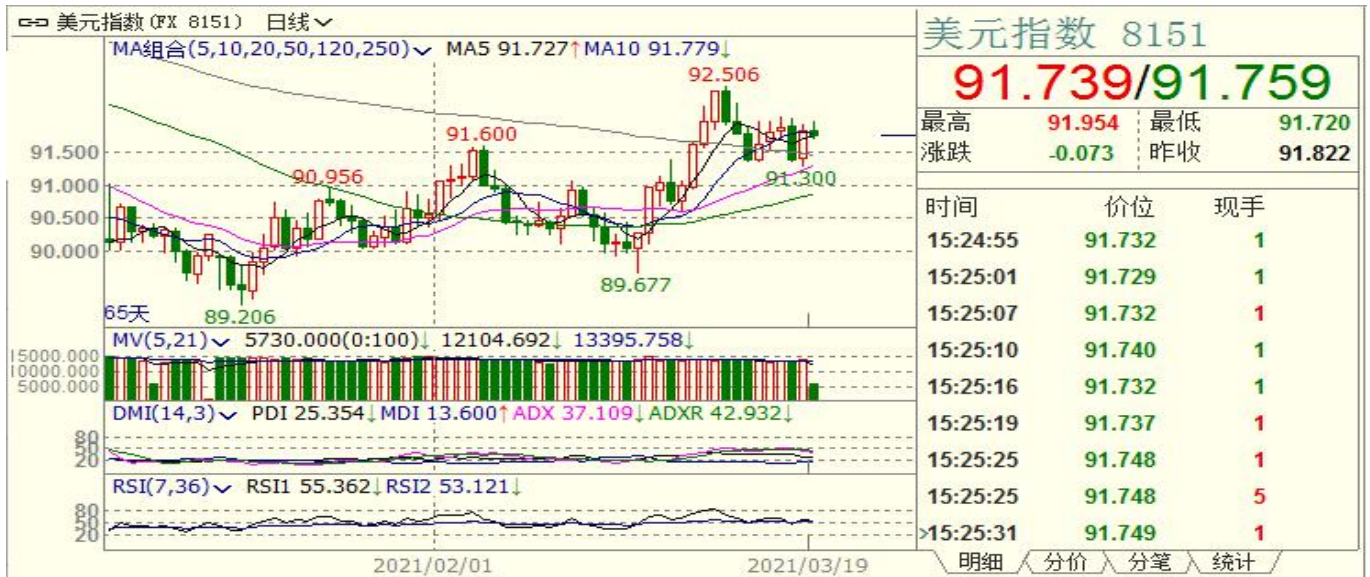 美元指数(FX 8151) 日线
MA组合(5,10,20,50,120,250) MA5 91.727↑MA10 91.779↓
92.506
91.600
90.956
91.300
89.677
89.206
91.500
91.000
90.500
90.000
65天
MV(5,21) 5730.000(0:100)↓ 12104.692↓ 13395.758↓
15000.000
10000.000
5000.000
DMI(14,3) PDI 25.354↓MDI 13.600↑ADX 37.109↓ADXR 42.932↓
80
50
20
RSI(7,36) RSI1 55.362↓RSI2 53.121↓
80
50
20
2021/02/01 2021/03/19
美元指数 8151
91.739/91.759
最高 91.954 最低 91.720
涨跌 -0.073 昨收 91.822
时间 价位 现手
15:24:55 91.732 1
15:25:01 91.729 1
15:25:07 91.732 1
15:25:10 91.740 1
15:25:16 91.732 1
15:25:19 91.737 1
15:25:25 91.748 1
15:25:25 91.748 5
>15:25:31 91.749 1
明细 分价 分笔 统计